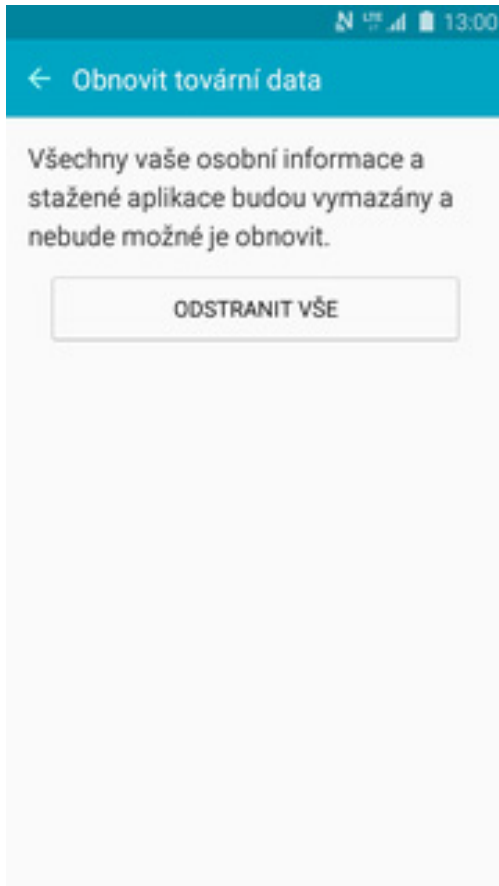 LTE 13:00
Obnovit tovární data
Všechny vaše osobní informace a
stažené aplikace budou vymazány a
nebude možné je obnovit.
ODSTRANIT VŠE